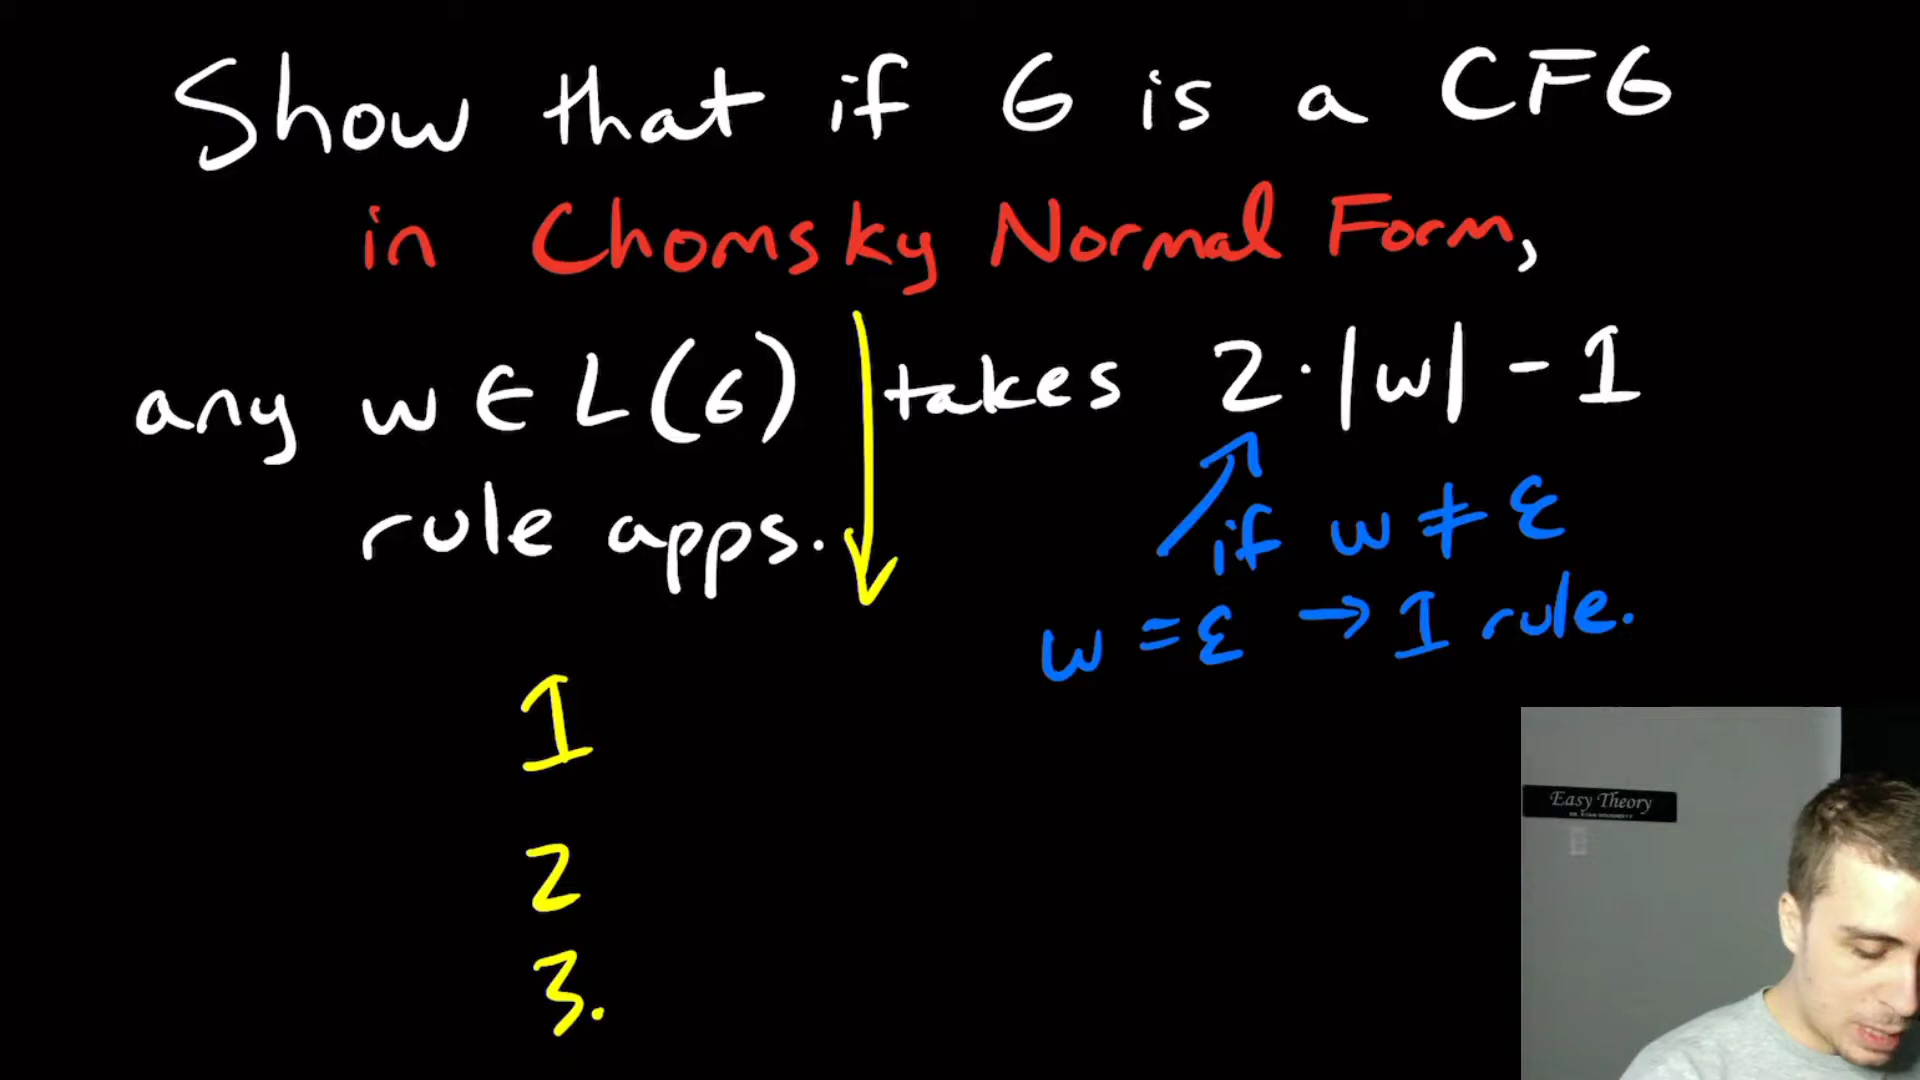 Show that if G is a CFG
in Chomsky Normal Form,
any w ∈ L(G) takes 2·|w| - 1
rule apps.
if w ≠ ε
w = ε → 1 rule.
1
2
3.
Easy Theory